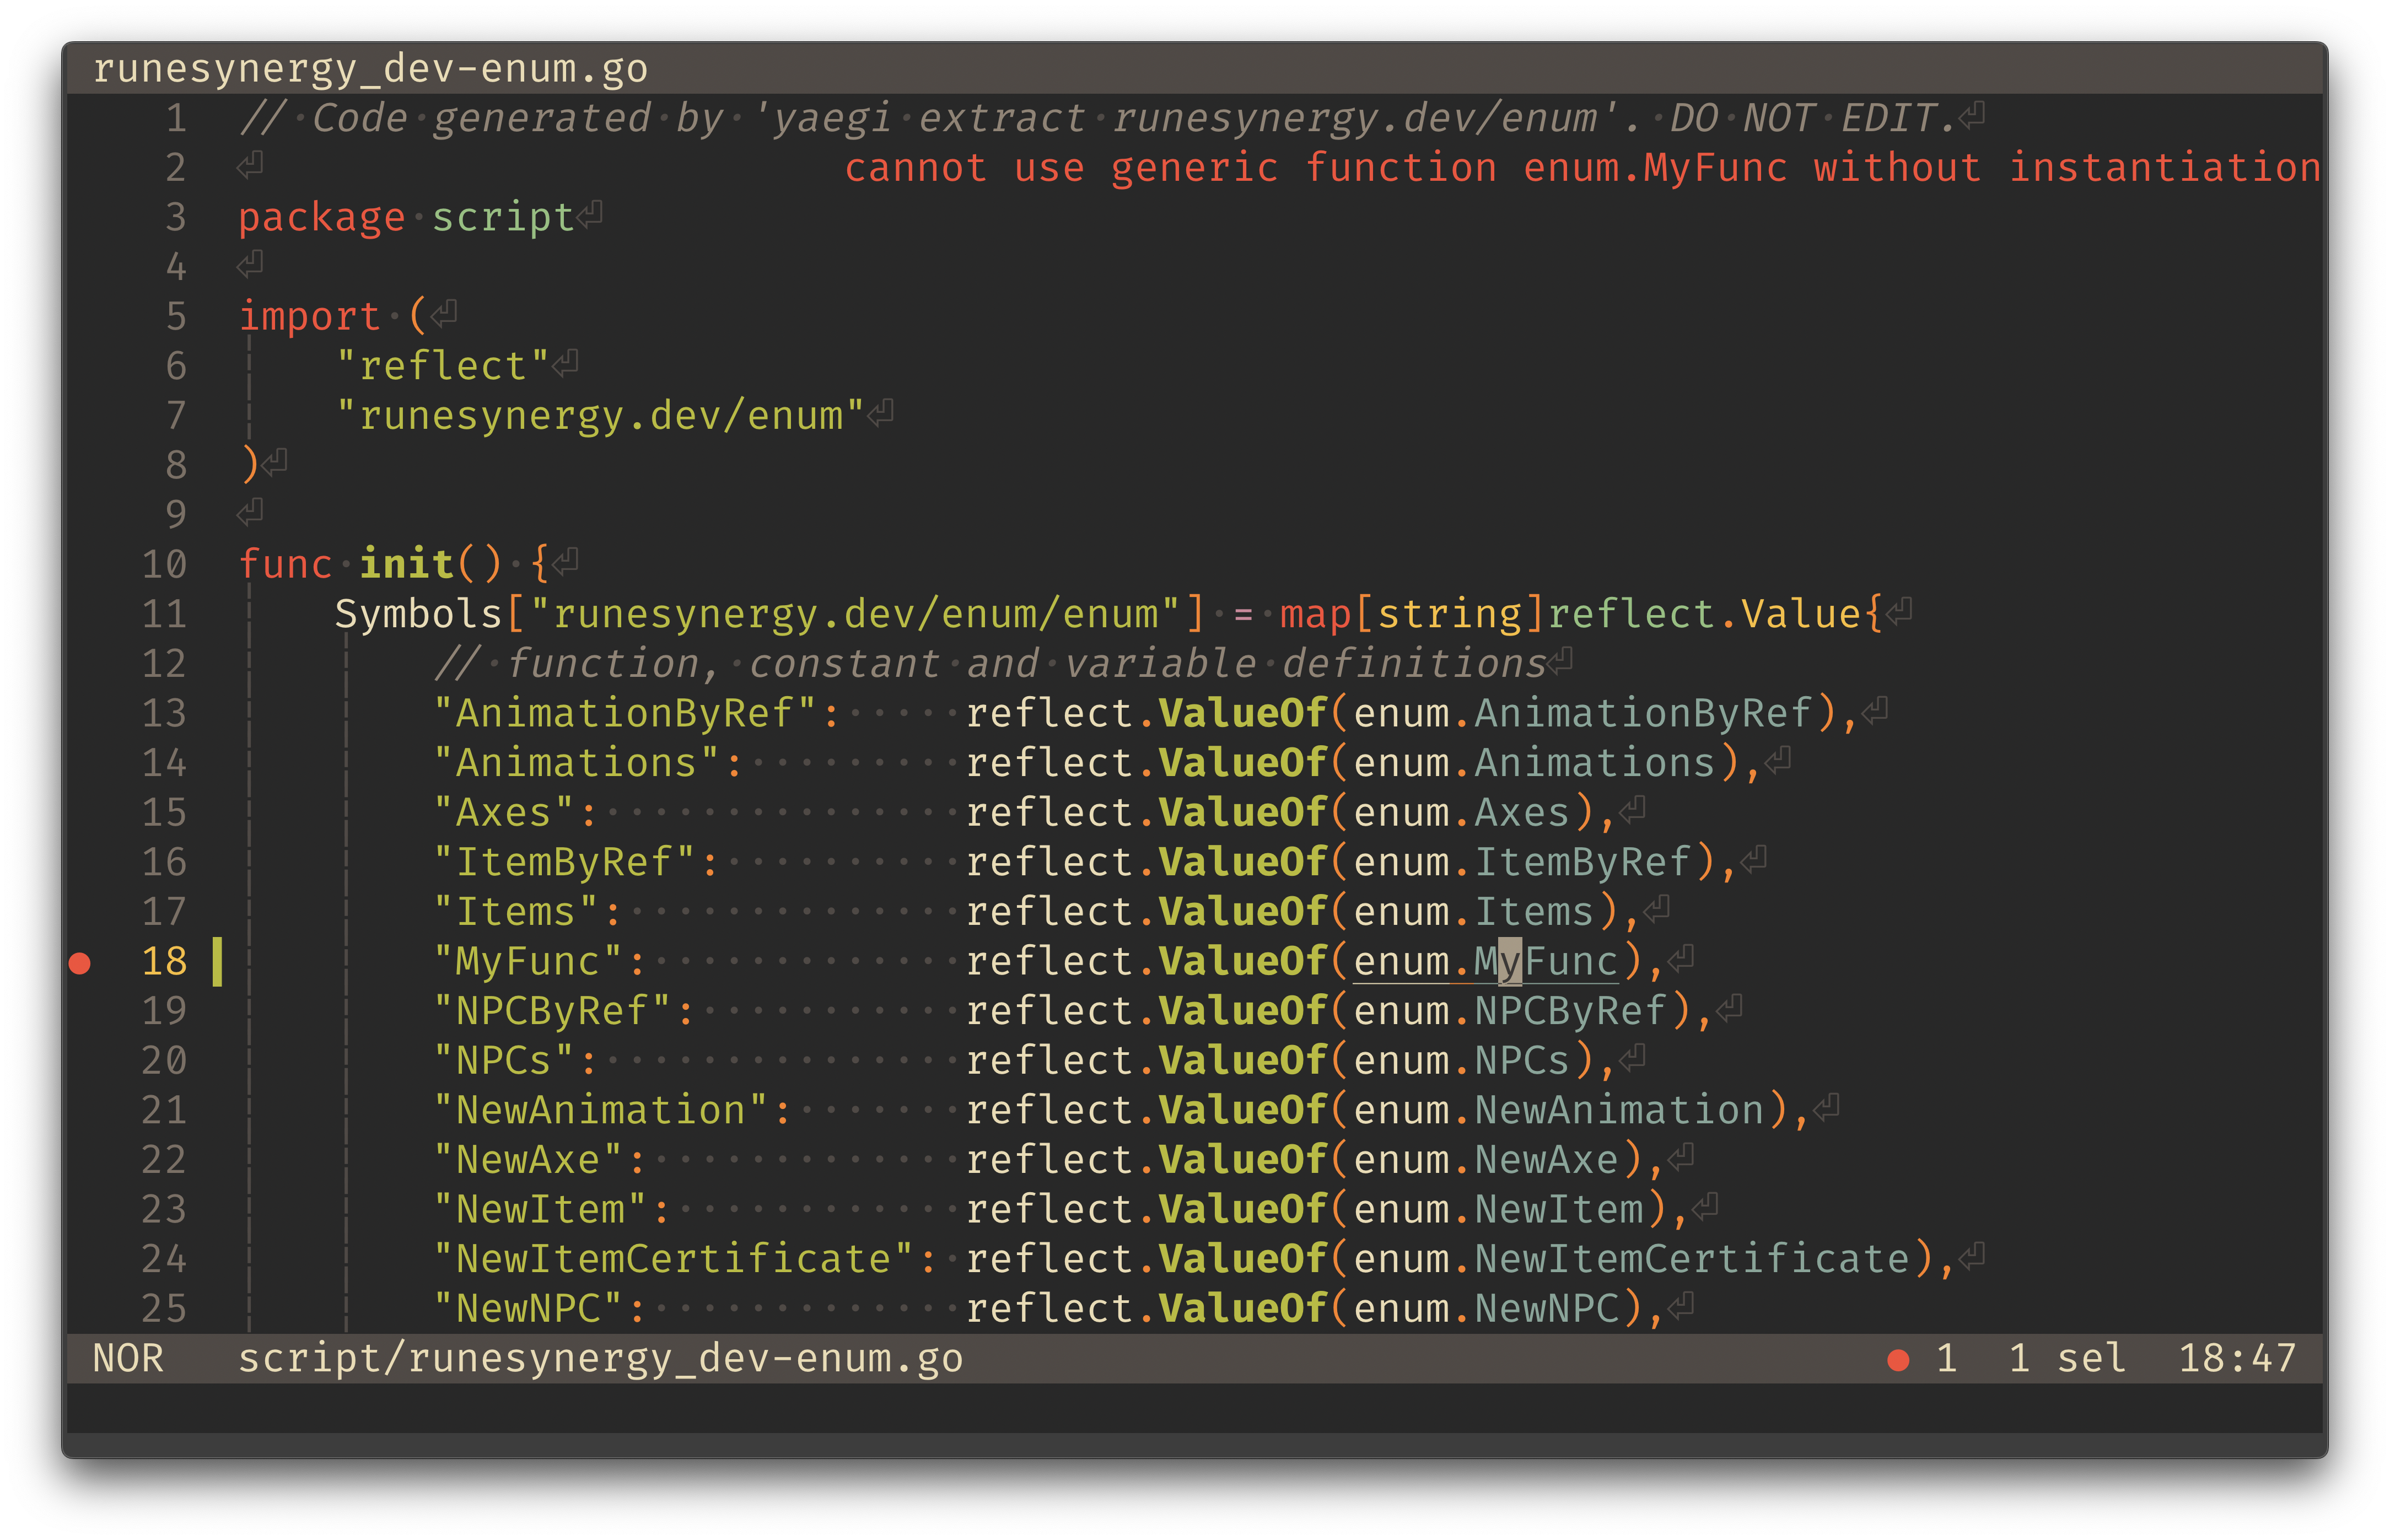 runesynergy_dev-enum.go
1 // Code generated by 'yaegi extract runesynergy.dev/enum'. DO NOT EDIT.
2 cannot use generic function enum.MyFunc without instantiation
3 package script
4
5 import (
6 "reflect"
7 "runesynergy.dev/enum"
8 )
9
10 func init() {
11 Symbols["runesynergy.dev/enum/enum"] = map[string]reflect.Value{
12 // function, constant and variable definitions
13 "AnimationByRef": reflect.ValueOf(enum.AnimationByRef),
14 "Animations": reflect.ValueOf(enum.Animations),
15 "Axes": reflect.ValueOf(enum.Axes),
16 "ItemByRef": reflect.ValueOf(enum.ItemByRef),
17 "Items": reflect.ValueOf(enum.Items),
18 "MyFunc": reflect.ValueOf(enum.MyFunc),
19 "NPCByRef": reflect.ValueOf(enum.NPCByRef),
20 "NPCs": reflect.ValueOf(enum.NPCs),
21 "NewAnimation": reflect.ValueOf(enum.NewAnimation),
22 "NewAxe": reflect.ValueOf(enum.NewAxe),
23 "NewItem": reflect.ValueOf(enum.NewItem),
24 "NewItemCertificate": reflect.ValueOf(enum.NewItemCertificate),
25 "NewNPC": reflect.ValueOf(enum.NewNPC),
NOR script/runesynergy_dev-enum.go ● 1 1 sel 18:47